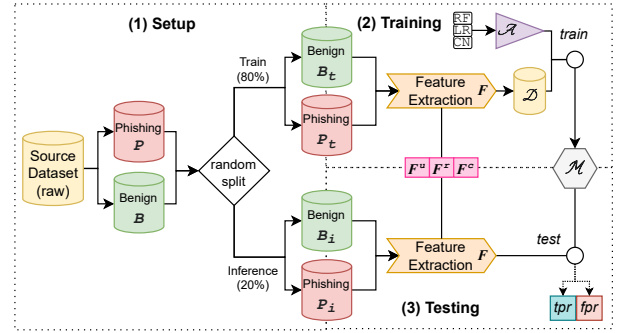 (1) Setup
Source
Dataset
(raw)
Phishing
P
Benign
B
random
split
Train
(80%)
Inference
(20%)
Benign
B_t
Phishing
P_t
Benign
B_i
Phishing
P_i
(2) Training
RF
LR
CN
𝒜
train
Feature
Extraction F
𝒟
F^u F^r F^c
ℳ
Feature
Extraction F
test
(3) Testing
tpr fpr